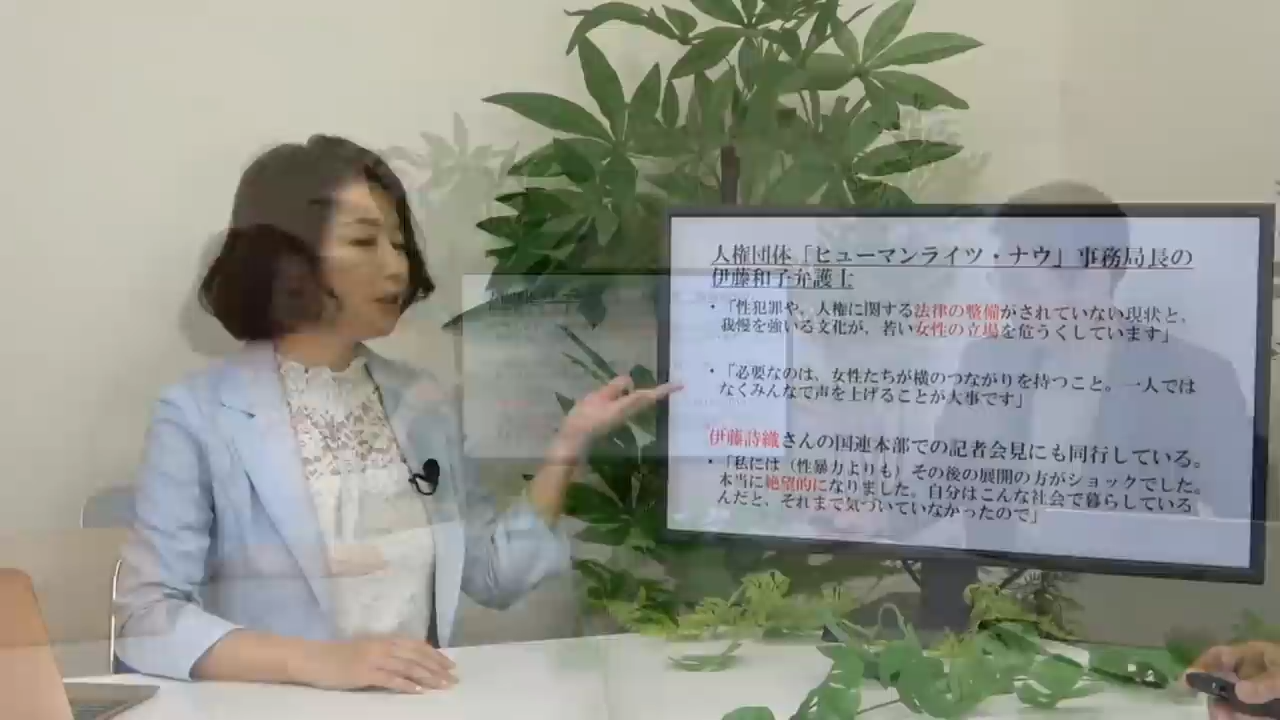 人権団体「ヒューマンライツ・ナウ」事務局長の
伊藤和子弁護士
・「性犯罪や、人権に関する法律の整備がされていない現状と、
我慢を強いる文化が、若い女性の立場を危うくしています」
・「必要なのは、女性たちが横のつながりを持つこと。一人では
なくみんなで声を上げることが大事です」
伊藤詩織さんの国連本部での記者会見にも同行している。
・「私には（性暴力よりも）その後の展開の方がショックでした。
本当に絶望的になりました。自分はこんな社会で暮らしている
んだと、それまで気づいていなかったので」